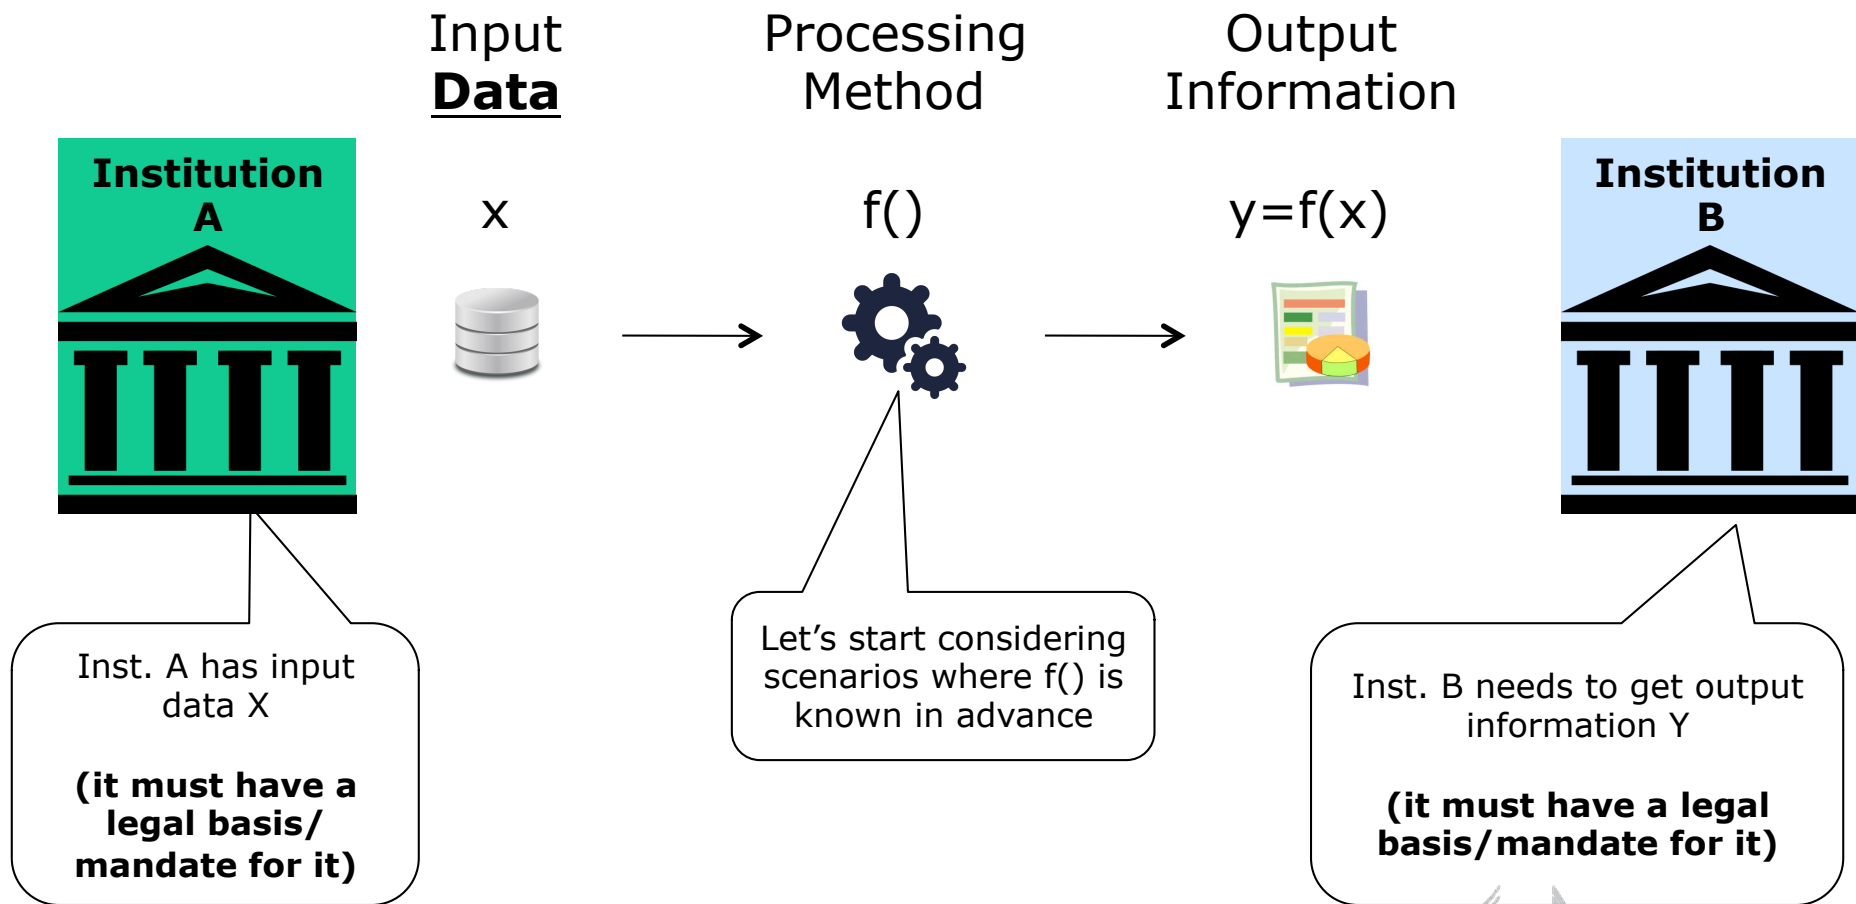 Input
Data
Processing
Method
Output
Information
Institution
A
x
f()
y=f(x)
Institution
B
Inst. A has input
data X
(it must have a
legal basis/
mandate for it)
Let’s start considering
scenarios where f() is
known in advance
Inst. B needs to get output
information Y
(it must have a legal
basis/mandate for it)